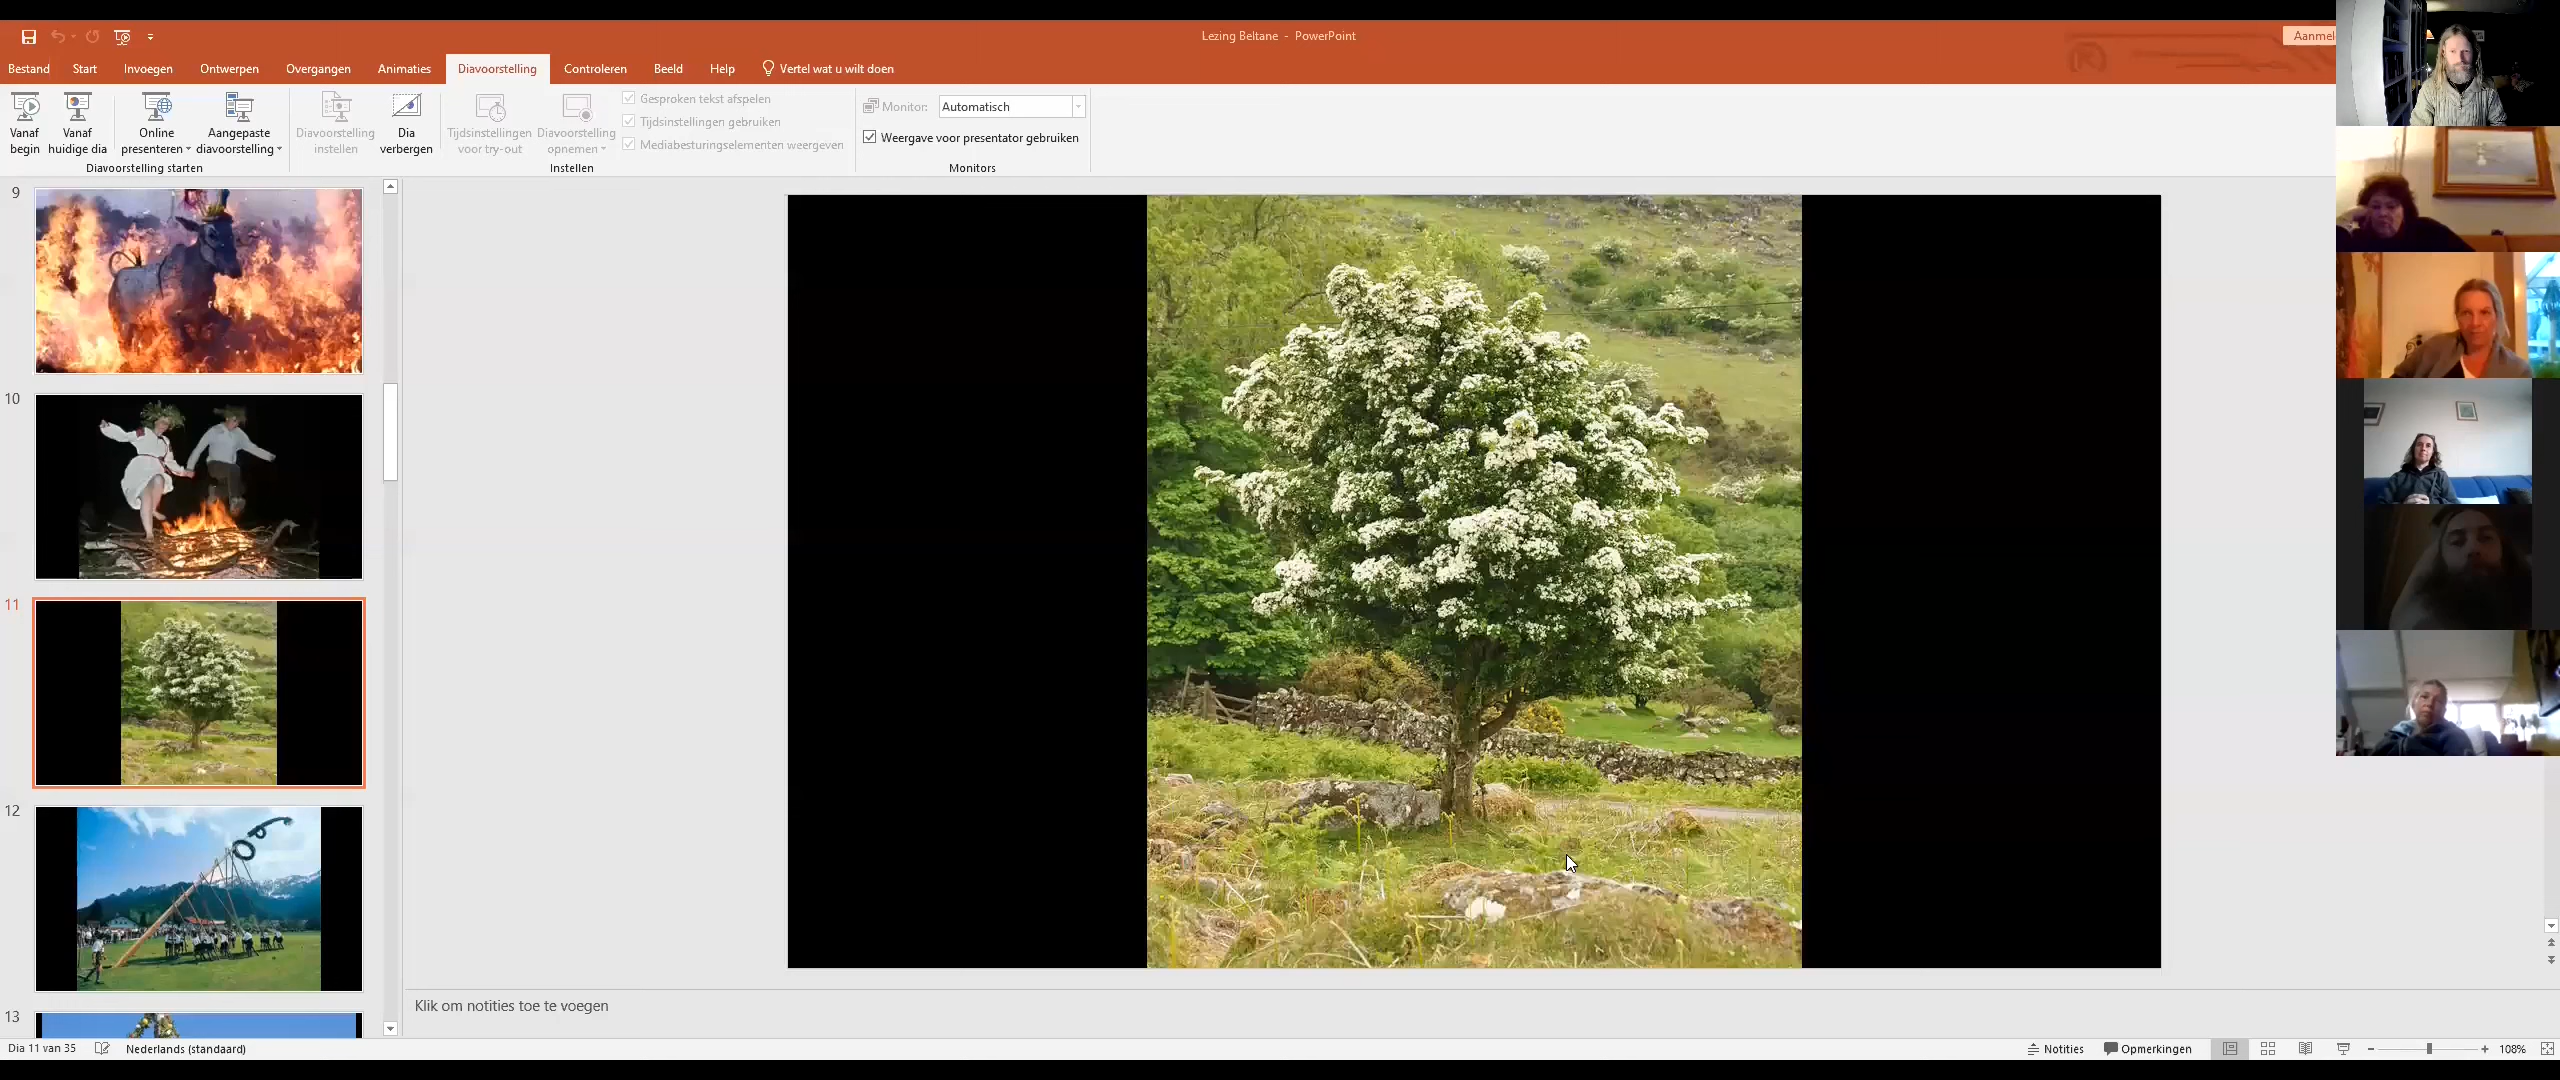 Lezing Beltane - PowerPoint
Aanmel
Bestand Start Invoegen Ontwerpen Overgangen Animaties Diavoorstelling Controleren Beeld Help Vertel wat u wilt doen
Vanaf begin
Vanaf huidige dia
Online presenteren
Aangepaste diavoorstelling
Diavoorstelling starten
Diavoorstelling instellen
Dia verbergen
Tijdsinstellingen voor try-out
Diavoorstelling opnemen
Gesproken tekst afspelen
Tijdsinstellingen gebruiken
Mediabesturingselementen weergeven
Instellen
Monitor: Automatisch
Weergave voor presentator gebruiken
Monitors
9
10
11
12
13
Klik om notities toe te voegen
Dia 11 van 35 Nederlands (standaard) Notities Opmerkingen 108%